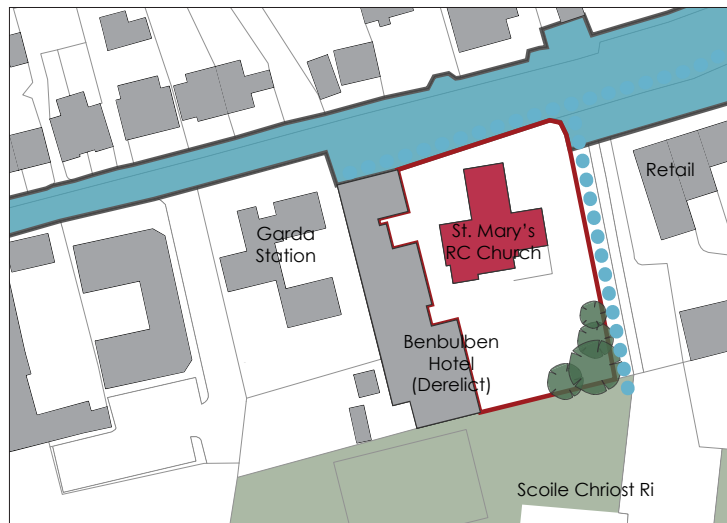 Retail
St. Mary's
RC Church
Garda
Station
Benbulben
Hotel
(Derelict)
Scoile Chriost Ri